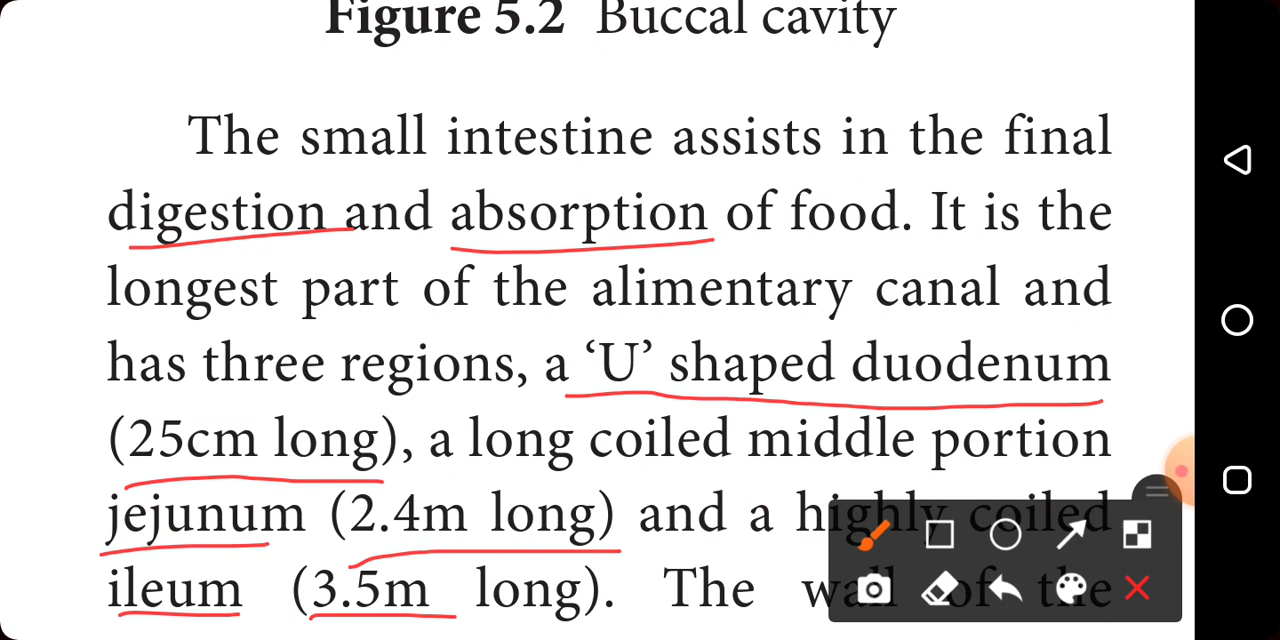 Figure 5.2 Buccal cavity
The small intestine assists in the final
digestion and absorption of food. It is the
longest part of the alimentary canal and
has three regions, a ‘U’ shaped duodenum
(25cm long), a long coiled middle portion
jejunum (2.4m long) and a highly coiled
ileum (3.5m long). The wall of the